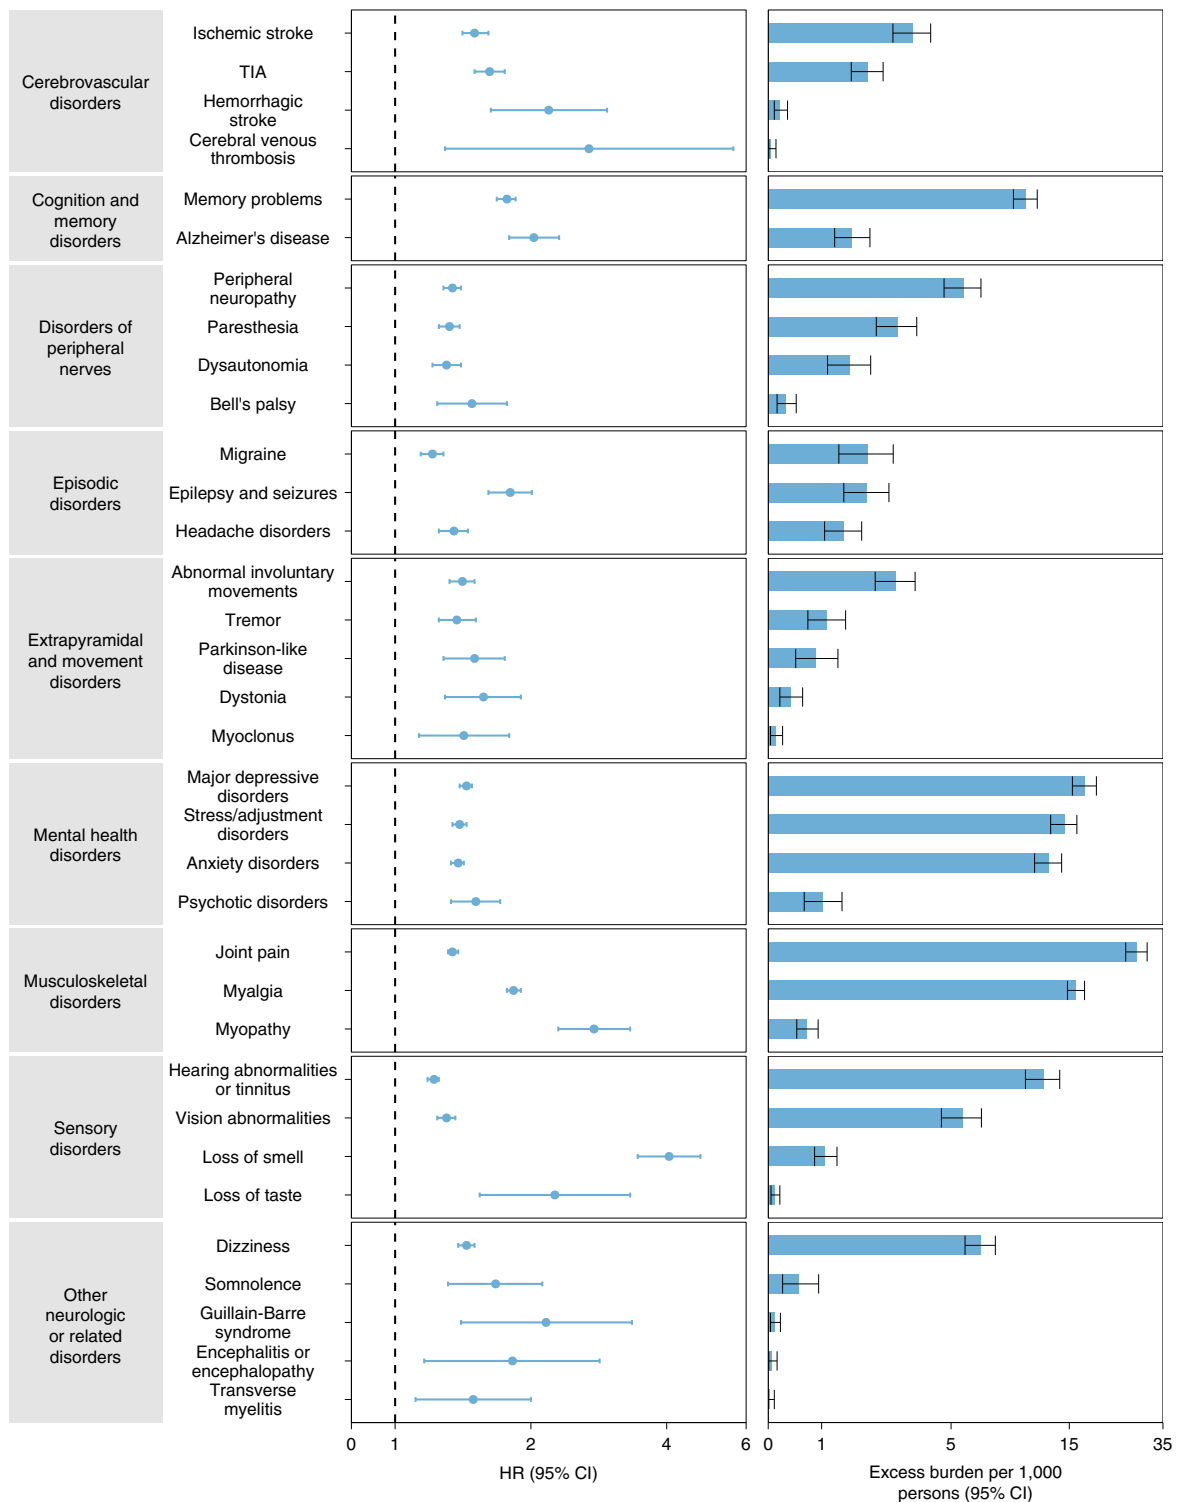 Cerebrovascular
disorders
Ischemic stroke
TIA
Hemorrhagic
stroke
Cerebral venous
thrombosis
Cognition and
memory
disorders
Memory problems
Alzheimer's disease
Disorders of
peripheral
nerves
Peripheral
neuropathy
Paresthesia
Dysautonomia
Bell's palsy
Episodic
disorders
Migraine
Epilepsy and seizures
Headache disorders
Extrapyramidal
and movement
disorders
Abnormal involuntary
movements
Tremor
Parkinson-like
disease
Dystonia
Myoclonus
Mental health
disorders
Major depressive
disorders
Stress/adjustment
disorders
Anxiety disorders
Psychotic disorders
Musculoskeletal
disorders
Joint pain
Myalgia
Myopathy
Sensory
disorders
Hearing abnormalities
or tinnitus
Vision abnormalities
Loss of smell
Loss of taste
Other
neurologic
or related
disorders
Dizziness
Somnolence
Guillain-Barre
syndrome
Encephalitis or
encephalopathy
Transverse
myelitis
0 1 2 4 6
HR (95% CI)
0 1 5 15 35
Excess burden per 1,000
persons (95% CI)